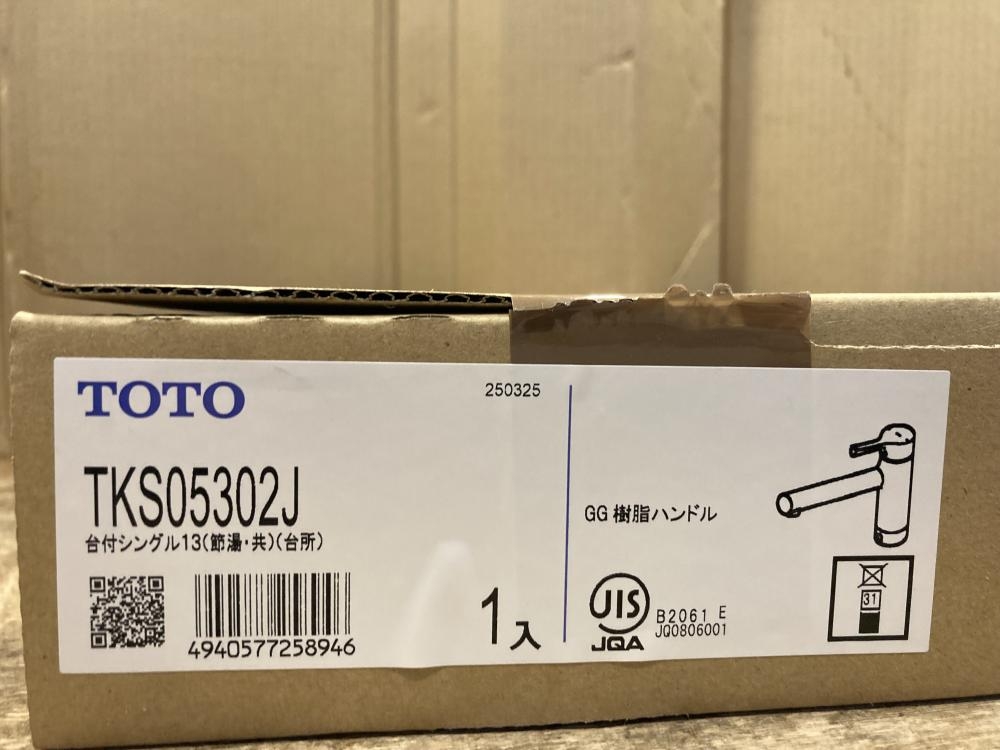 TOTO
250325
TKS05302J
台付シングル13(節湯・共)(台所)
4940577258946
1入
GG 樹脂ハンドル
JIS
JQA
B2061 E
JQ0806001
31